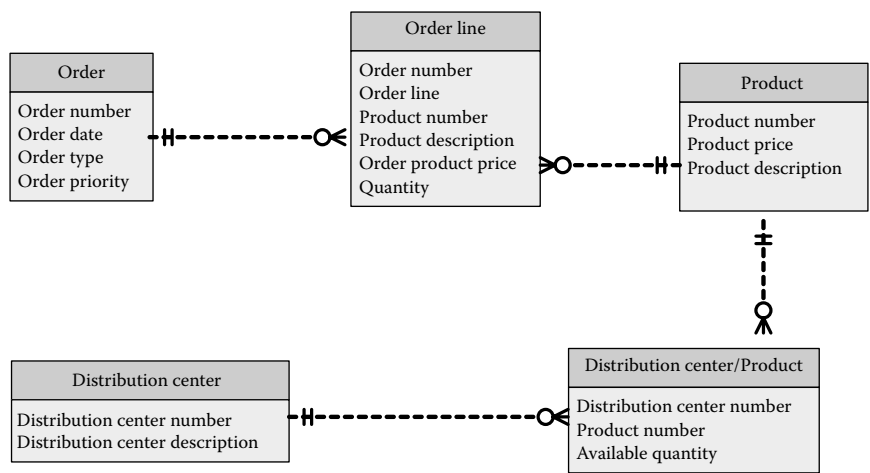 Order
Order number
Order date
Order type
Order priority
Order line
Order number
Order line
Product number
Product description
Order product price
Quantity
Product
Product number
Product price
Product description
Distribution center
Distribution center number
Distribution center description
Distribution center/Product
Distribution center number
Product number
Available quantity